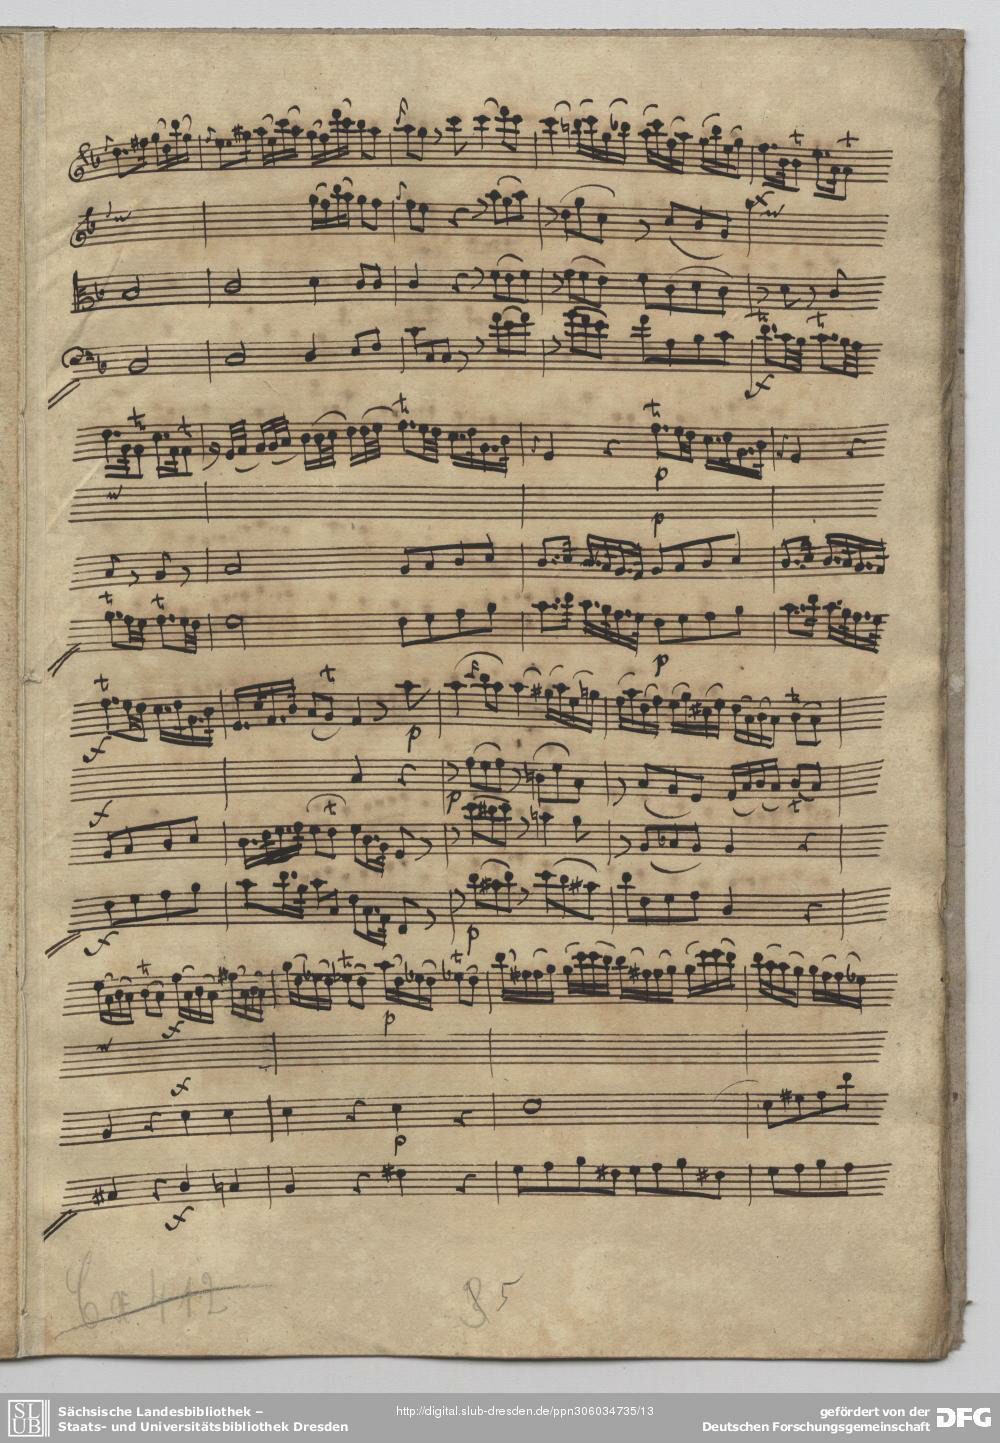 p
p
p
p
p
p
p
p
Cx 412
35
SLUB
Sächsische Landesbibliothek –
Staats- und Universitätsbibliothek Dresden
http://digital.slub-dresden.de/ppn306034735/13
gefördert von der
Deutschen Forschungsgemeinschaft
DFG